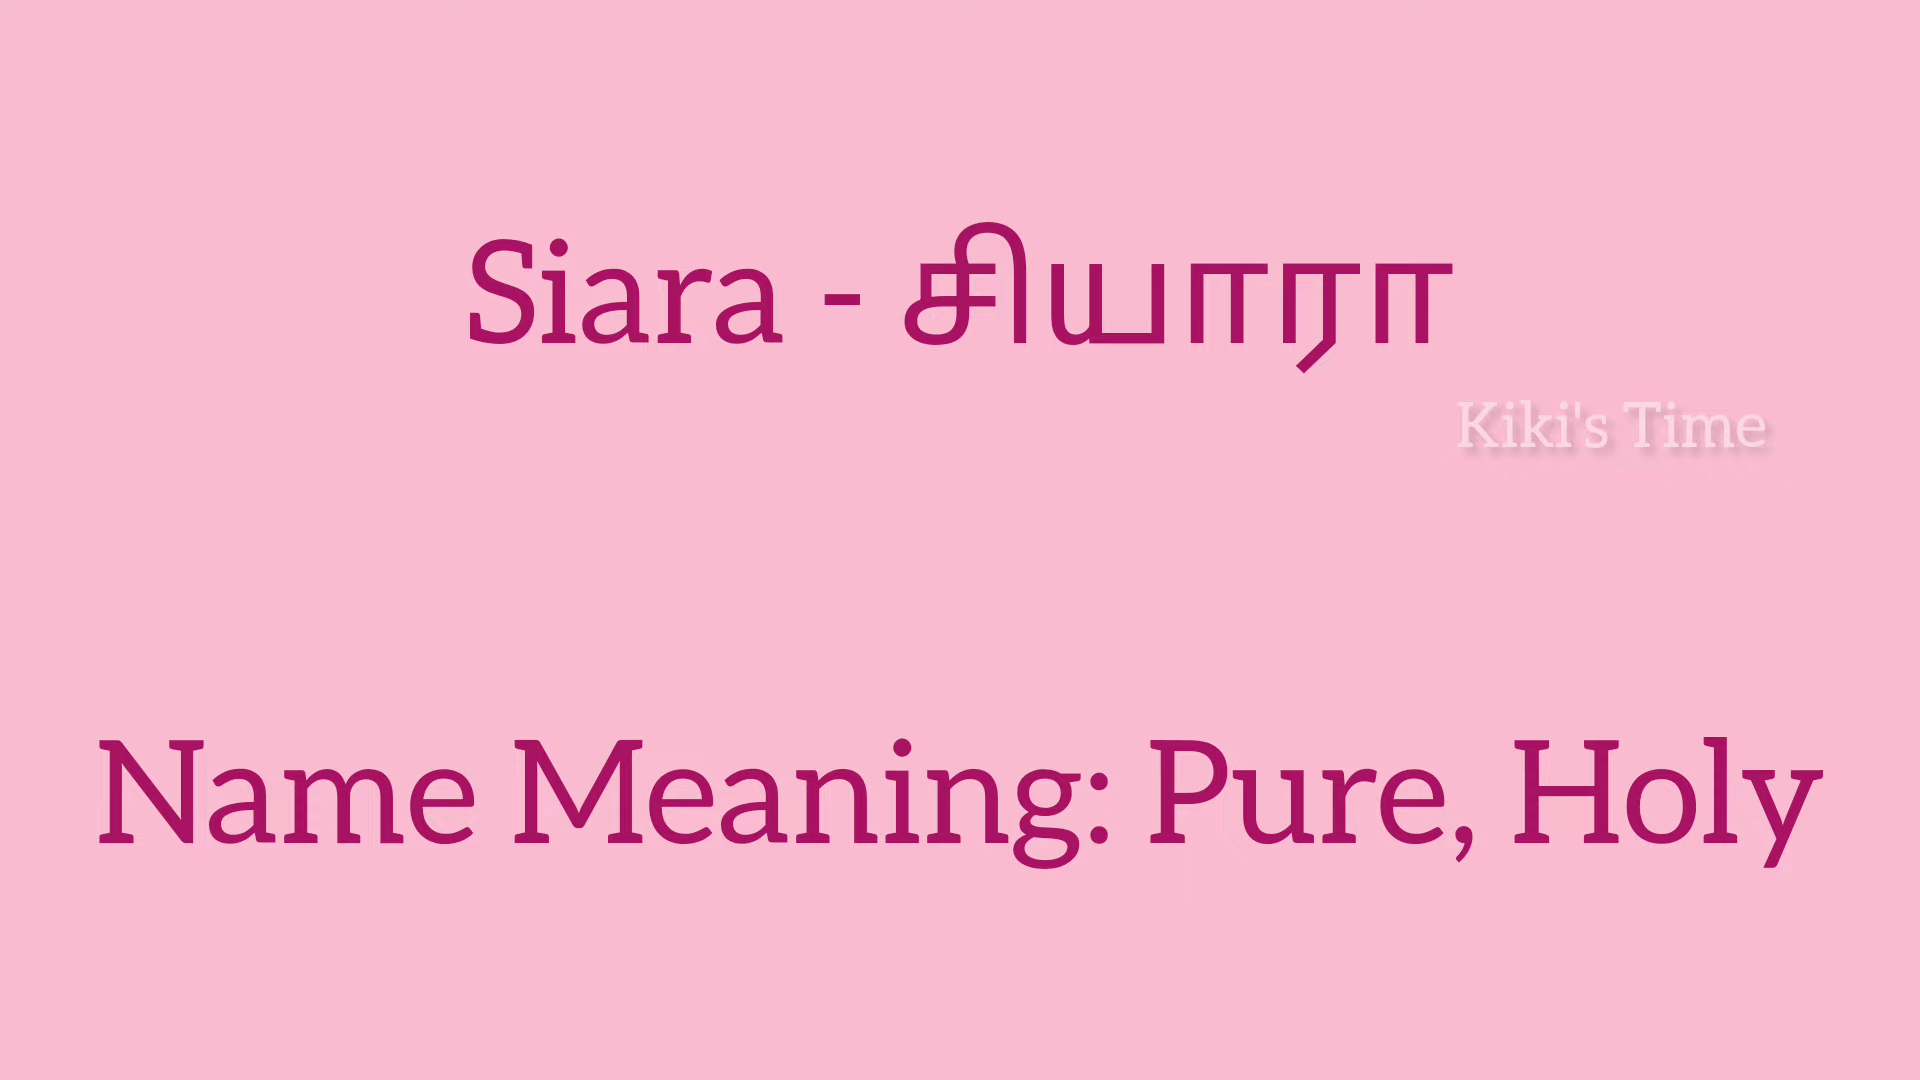 Siara - சியாரா
Kiki's Time
Name Meaning: Pure, Holy